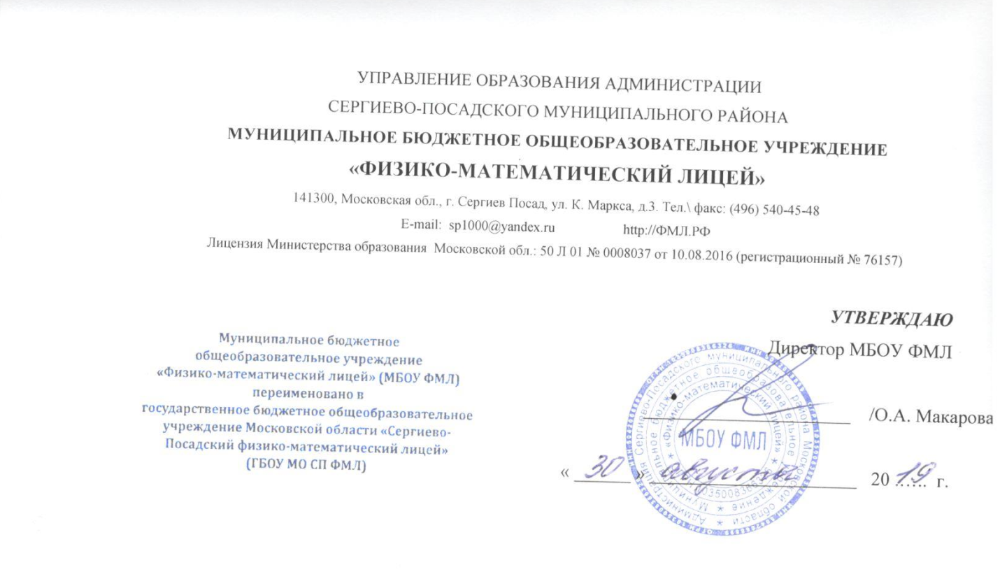 УПРАВЛЕНИЕ ОБРАЗОВАНИЯ АДМИНИСТРАЦИИ
СЕРГИЕВО-ПОСАДСКОГО МУНИЦИПАЛЬНОГО РАЙОНА
МУНИЦИПАЛЬНОЕ БЮДЖЕТНОЕ ОБЩЕОБРАЗОВАТЕЛЬНОЕ УЧРЕЖДЕНИЕ
«ФИЗИКО-МАТЕМАТИЧЕСКИЙ ЛИЦЕЙ»
141300, Московская обл., г. Сергиев Посад, ул. К. Маркса, д.3. Тел.\ факс: (496) 540-45-48
E-mail: sp1000@yandex.ru http://ФМЛ.РФ
Лицензия Министерства образования Московской обл.: 50 Л 01 № 0008037 от 10.08.2016 (регистрационный № 76157)
Муниципальное бюджетное
общеобразовательное учреждение
«Физико-математический лицей» (МБОУ ФМЛ)
переименовано в
государственное бюджетное общеобразовательное
учреждение Московской области «Сергиево-
Посадский физико-математический лицей»
(ГБОУ МО СП ФМЛ)
УТВЕРЖДАЮ
Директор МБОУ ФМЛ
/О.А. Макарова
« 30 » августа 20 19 г.
Администрация Сергиево-Посадского муниципального района Московской области
Муниципальное бюджетное общеобразовательное учреждение
«Физико-математический лицей»
МБОУ ФМЛ